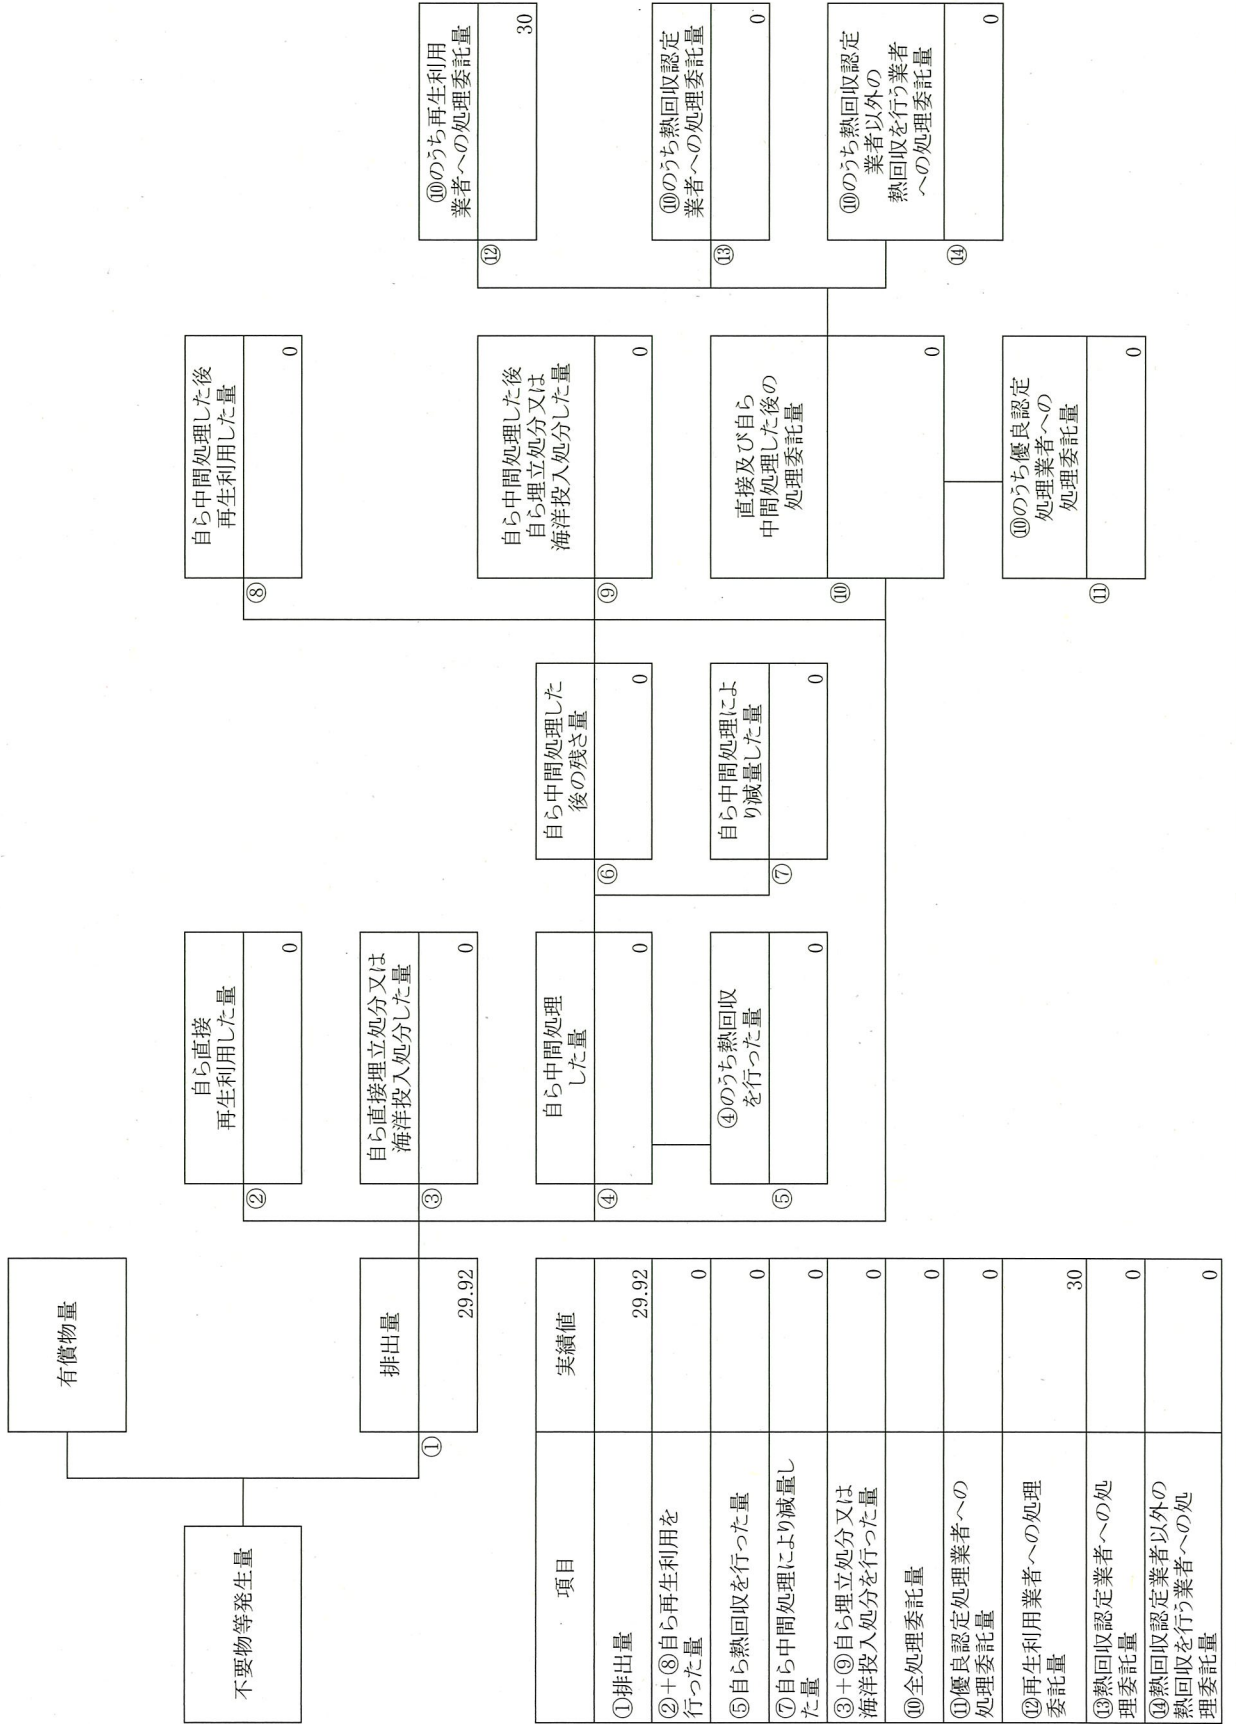 有償物量
不要物等発生量
排出量
①
29.92
自ら直接
再生利用した量
②
0
自ら直接埋立処分又は
海洋投入処分した量
③
0
自ら中間処理
した量
④
0
④のうち熱回収
を行った量
⑤
0
自ら中間処理した
後の残さ量
⑥
0
自ら中間処理によ
り減量した量
⑦
0
自ら中間処理した後
再生利用した量
⑧
0
自ら中間処理した後
自ら埋立処分又は
海洋投入処分した量
⑨
0
直接及び自ら
中間処理した後の
処理委託量
⑩
0
⑩のうち優良認定
処理業者への
処理委託量
⑪
0
⑩のうち再生利用
業者への処理委託量
⑫
30
⑩のうち熱回収認定
業者への処理委託量
⑬
0
⑩のうち熱回収認定
業者以外の
熱回収を行う業者
への処理委託量
⑭
0
項目 実績値
①排出量 29.92
②+⑧自ら再生利用を
行った量 0
⑤自ら熱回収を行った量 0
⑦自ら中間処理により減量し
た量 0
③+⑨自ら埋立処分又は
海洋投入処分を行った量 0
⑩全処理委託量 0
⑪優良認定処理業者への
処理委託量 0
⑫再生利用業者への処理
委託量 30
⑬熱回収認定業者への処
理委託量 0
⑭熱回収認定業者以外の
熱回収を行う業者への処
理委託量 0